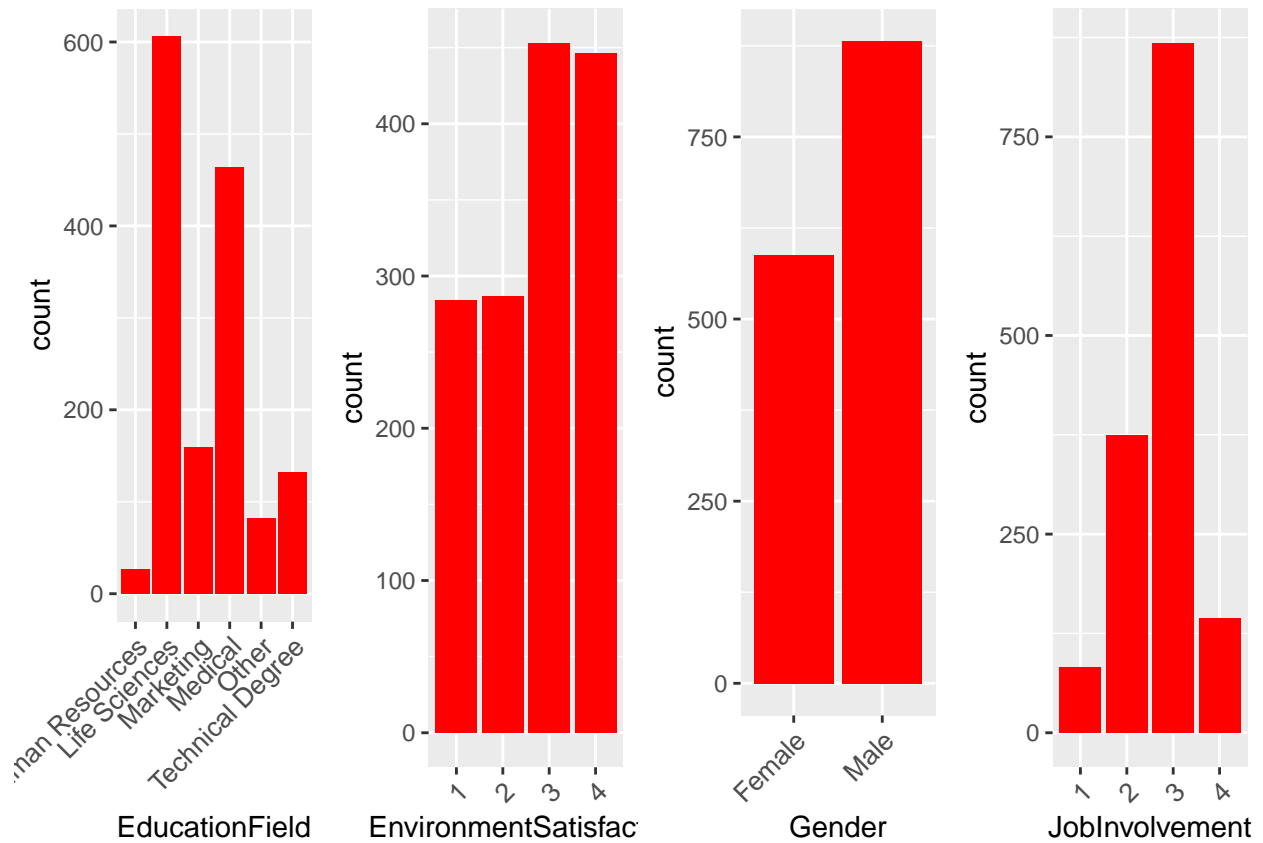 count
600
400
200
0
man Resources
Life Sciences
Marketing
Medical
Other
Technical Degree
EducationField
count
400
300
200
100
0
1
2
3
4
EnvironmentSatisfac
count
750
500
250
0
Female
Male
Gender
count
750
500
250
0
1
2
3
4
JobInvolvement